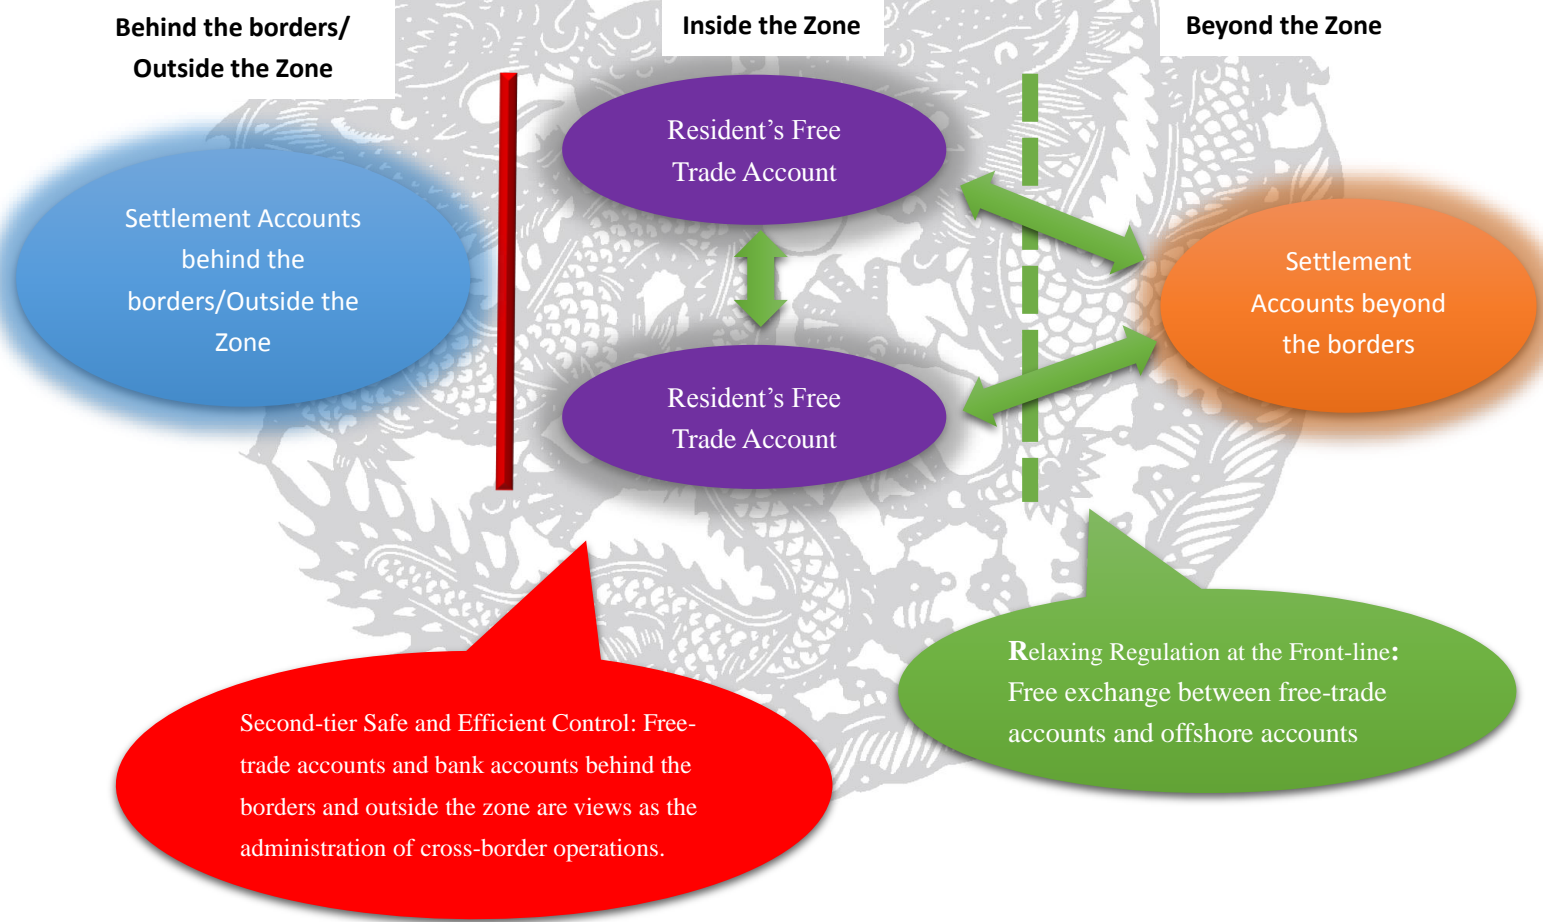 Behind the borders/
Outside the Zone
Inside the Zone
Beyond the Zone
Resident’s Free
Trade Account
Settlement Accounts
behind the
borders/Outside the
Zone
Settlement
Accounts beyond
the borders
Resident’s Free
Trade Account
Relaxing Regulation at the Front-line:
Free exchange between free-trade
accounts and offshore accounts
Second-tier Safe and Efficient Control: Free-
trade accounts and bank accounts behind the
borders and outside the zone are views as the
administration of cross-border operations.